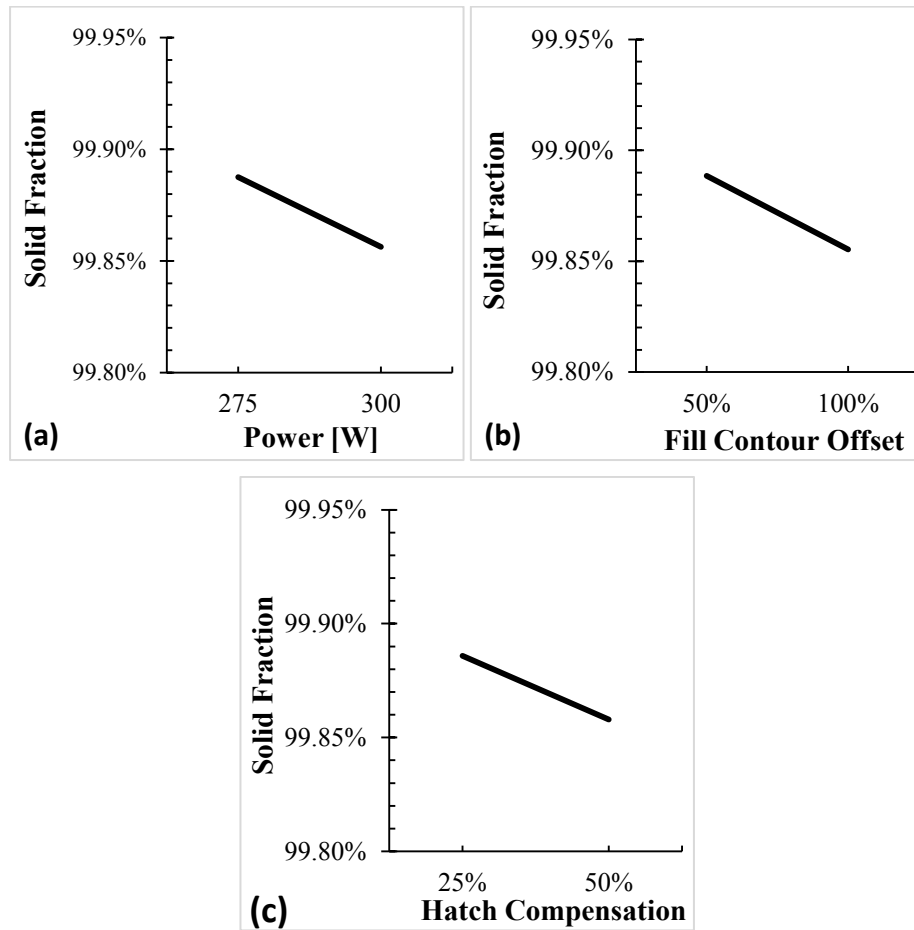 99.95%
99.90%
99.85%
99.80%
Solid Fraction
275 300
(a) Power [W]
99.95%
99.90%
99.85%
99.80%
Solid Fraction
50% 100%
(b) Fill Contour Offset
99.95%
99.90%
99.85%
99.80%
Solid Fraction
25% 50%
(c) Hatch Compensation